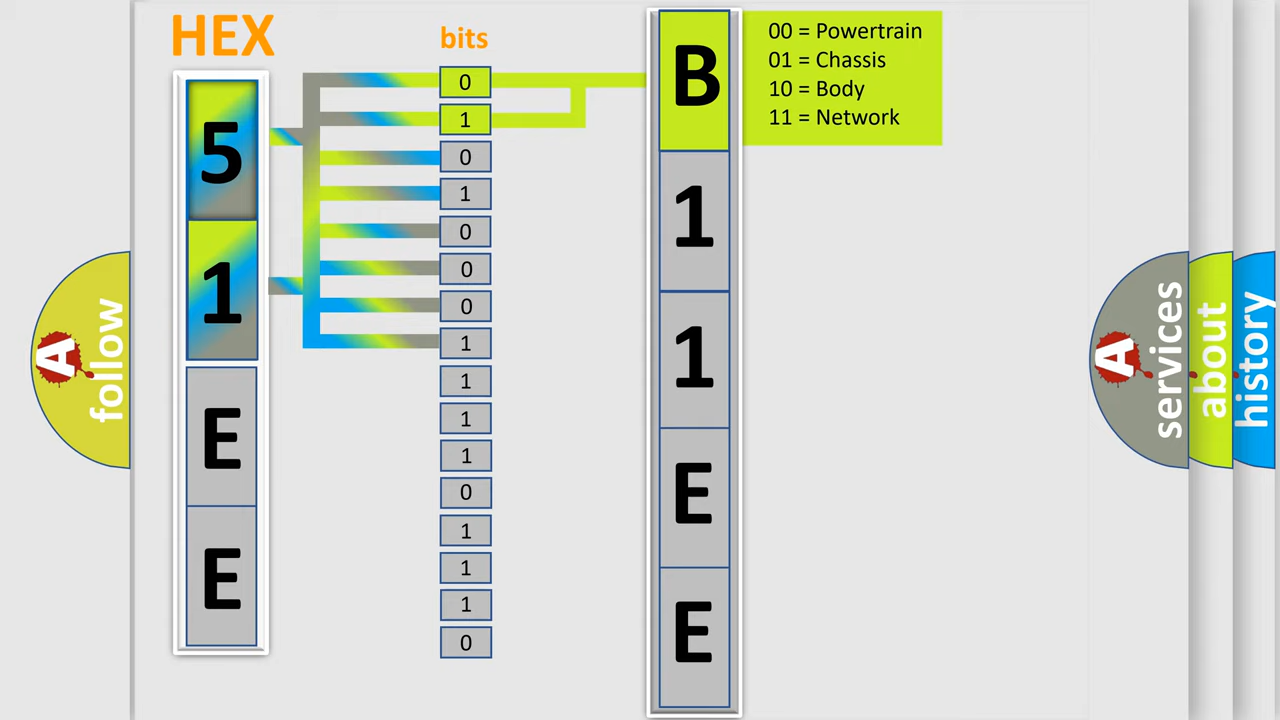 HEX
bits
5
1
E
E
0
1
0
1
0
0
0
1
1
1
1
0
1
1
1
0
B
1
1
E
E
00 = Powertrain
01 = Chassis
10 = Body
11 = Network
A
follow
A
services
about
history